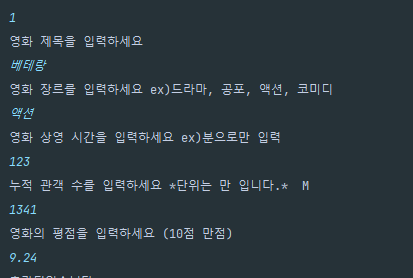 1
영화 제목을 입력하세요
베테랑
영화 장르를 입력하세요 ex)드라마, 공포, 액션, 코미디
액션
영화 상영 시간을 입력하세요 ex)분으로만 입력
123
누적 관객 수를 입력하세요 *단위는 만 입니다.* M
1341
영화의 평점을 입력하세요 (10점 만점)
9.24